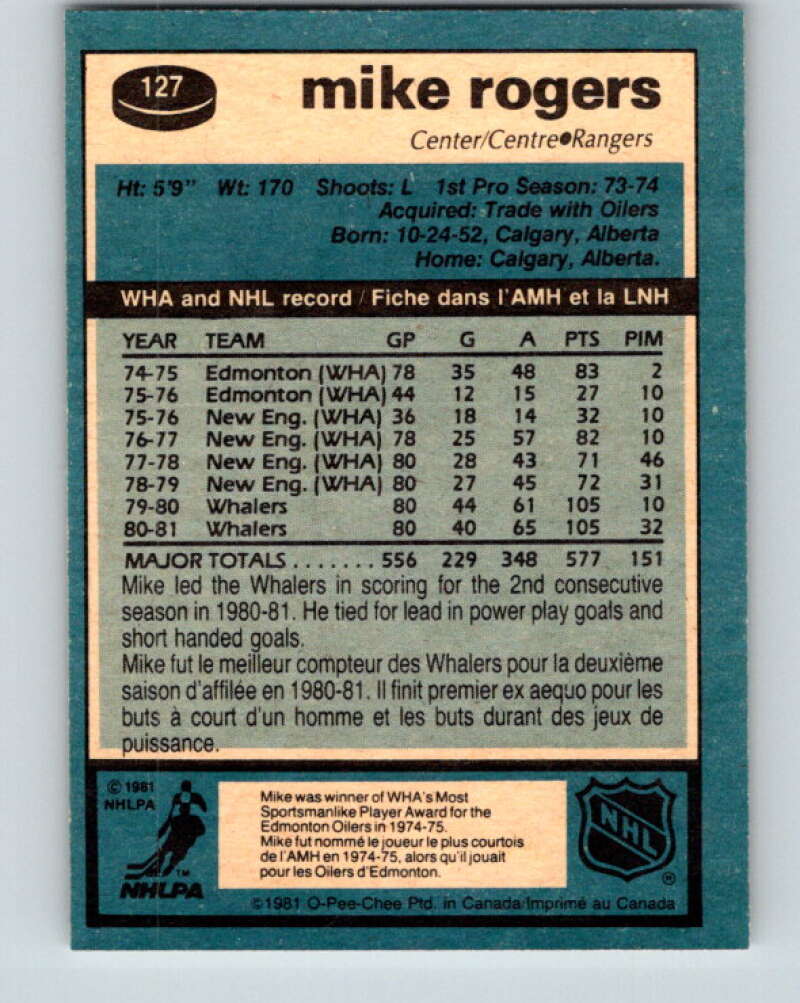 127
mike rogers
Center/Centre●Rangers
Ht: 5'9" Wt: 170 Shoots: L 1st Pro Season: 73-74
Acquired: Trade with Oilers
Born: 10-24-52, Calgary, Alberta
Home: Calgary, Alberta.
WHA and NHL record / Fiche dans l'AMH et la LNH
YEAR TEAM GP G A PTS PIM
74-75 Edmonton (WHA) 78 35 48 83 2
75-76 Edmonton (WHA) 44 12 15 27 10
75-76 New Eng. (WHA) 36 18 14 32 10
76-77 New Eng. (WHA) 78 25 57 82 10
77-78 New Eng. (WHA) 80 28 43 71 46
78-79 New Eng. (WHA) 80 27 45 72 31
79-80 Whalers 80 44 61 105 10
80-81 Whalers 80 40 65 105 32
MAJOR TOTALS ....... 556 229 348 577 151
Mike led the Whalers in scoring for the 2nd consecutive
season in 1980-81. He tied for lead in power play goals and
short handed goals.
Mike fut le meilleur compteur des Whalers pour la deuxième
saison d'affilée en 1980-81. Il finit premier ex aequo pour les
buts à court d'un homme et les buts durant des jeux de
puissance.
© 1981
NHLPA
TM
NHLPA
Mike was winner of WHA's Most
Sportsmanlike Player Award for the
Edmonton Oilers in 1974-75.
Mike fut nommé le joueur le plus courtois
de l'AMH en 1974-75, alors qu'il jouait
pour les Oilers d'Edmonton.
NHL
®
©1981 O-Pee-Chee Ptd. in Canada/Imprimé au Canada